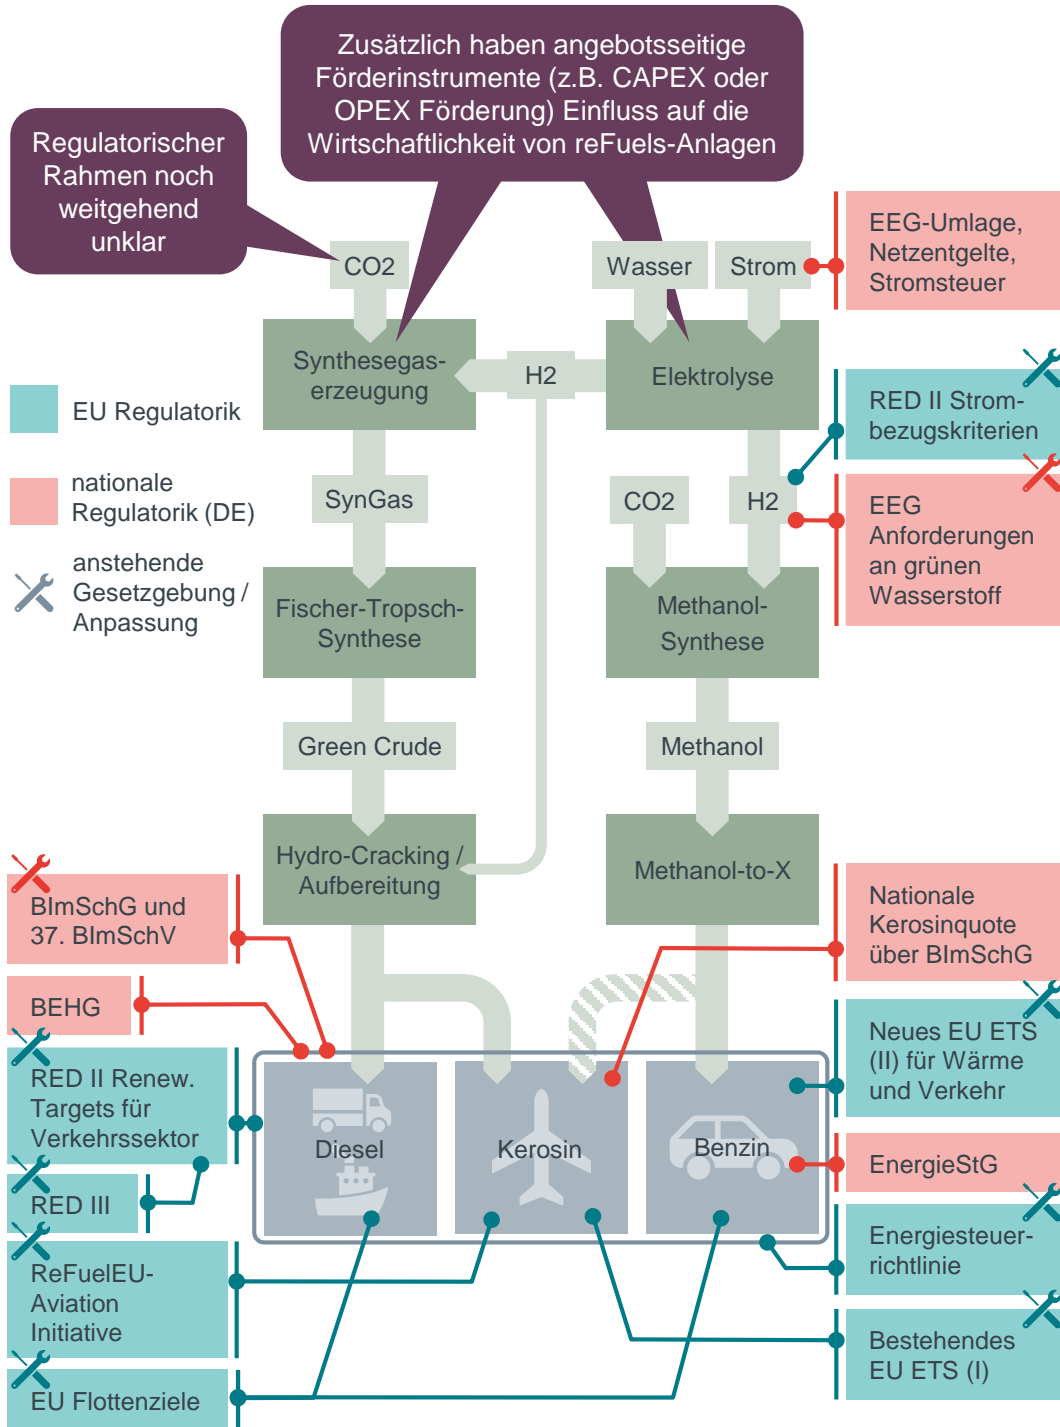 Zusätzlich haben angebotsseitige
Förderinstrumente (z.B. CAPEX oder
OPEX Förderung) Einfluss auf die
Wirtschaftlichkeit von reFuels-Anlagen
Regulatorischer
Rahmen noch
weitgehend
unklar
CO2
Wasser
Strom
EEG-Umlage,
Netzentgelte,
Stromsteuer
Synthesegas-
erzeugung
H2
Elektrolyse
EU Regulatorik
nationale
Regulatorik (DE)
anstehende
Gesetzgebung /
Anpassung
RED II Strom-
bezugskriterien
SynGas
CO2
H2
EEG
Anforderungen
an grünen
Wasserstoff
Fischer-Tropsch-
Synthese
Methanol-
Synthese
Green Crude
Methanol
Hydro-Cracking /
Aufbereitung
Methanol-to-X
BImSchG und
37. BImSchV
BEHG
RED II Renew.
Targets für
Verkehrssektor
RED III
ReFuelEU-
Aviation
Initiative
EU Flottenziele
Diesel
Kerosin
Benzin
Nationale
Kerosinquote
über BImSchG
Neues EU ETS
(II) für Wärme
und Verkehr
EnergieStG
Energiesteuer-
richtlinie
Bestehendes
EU ETS (I)